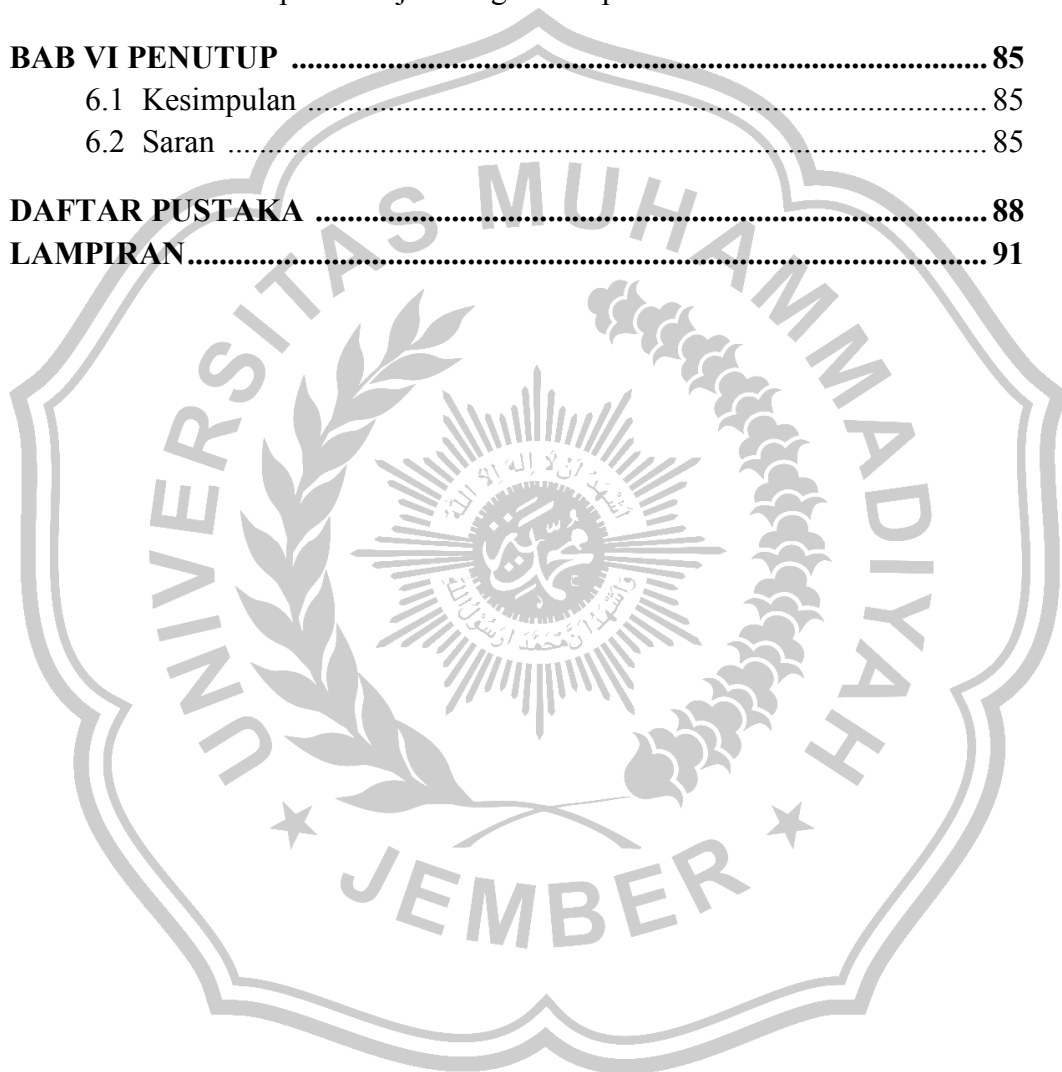 BAB VI PENUTUP ........................................................................................ 85
6.1 Kesimpulan ........................................................................................ 85
6.2 Saran ........................................................................................ 85
DAFTAR PUSTAKA ........................................................................................ 88
LAMPIRAN ........................................................................................ 91
UNIVERSITAS MUHAMMADIYAH
JEMBER